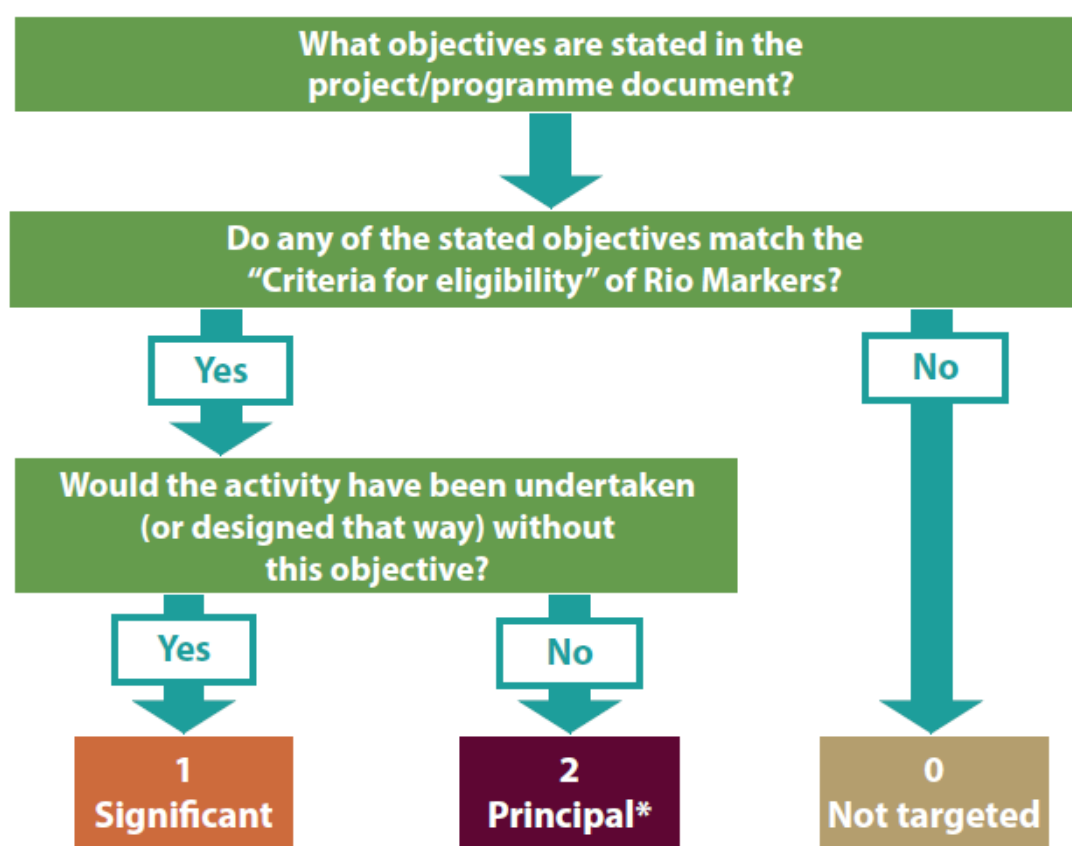 What objectives are stated in the
project/programme document?
Do any of the stated objectives match the
“Criteria for eligibility” of Rio Markers?
Yes
No
Would the activity have been undertaken
(or designed that way) without
this objective?
Yes
No
1
Significant
2
Principal*
0
Not targeted